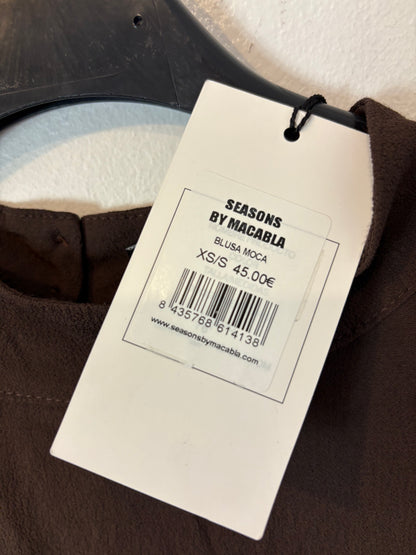 SEASONS
BY MACABLA
BLUSA MOCA
XS/S 45.00€
8 435768 614138
www.seasonsbymacabla.com